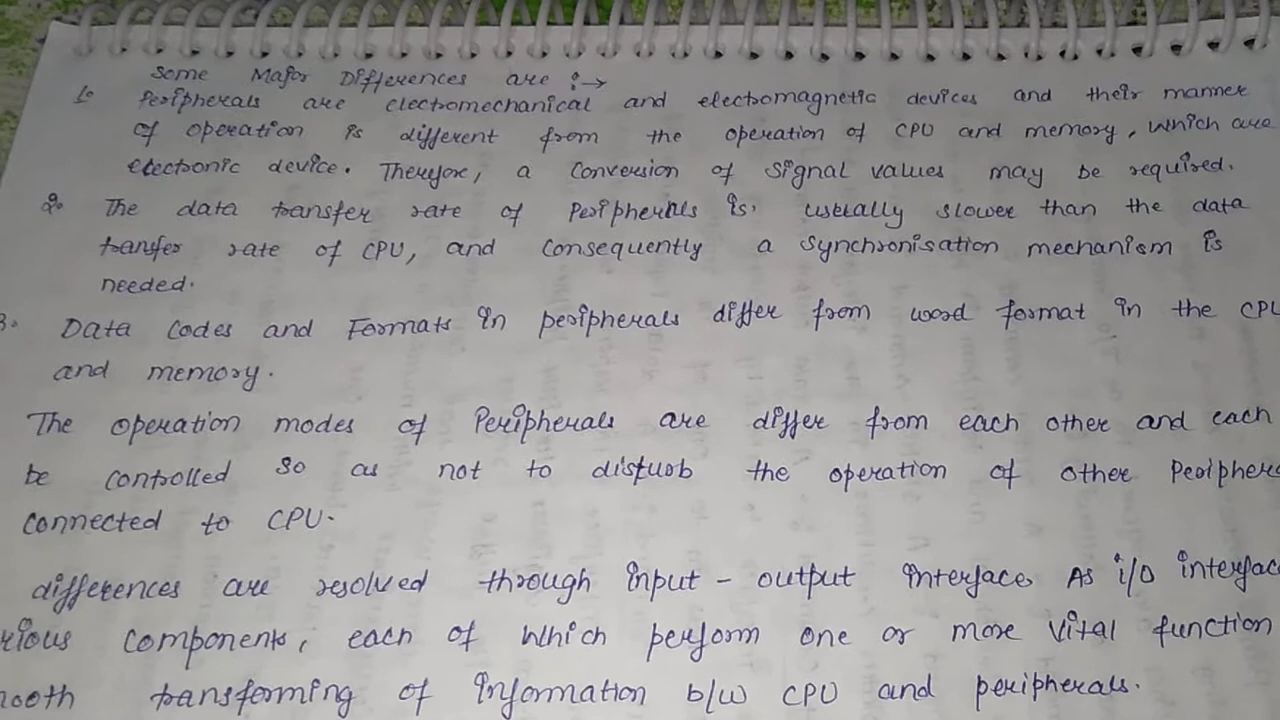 Some Major Differences are :→
1. Peripherals are electromechanical and electromagnetic devices and their manner
of operation is different from the operation of CPU and memory, which are
electronic device. Therefore, a conversion of signal values may be required.
2. The data transfer rate of Peripherals is. usually slower than the data
transfer rate of CPU, and consequently a synchronisation mechanism is
needed.
3. Data codes and Formats in peripherals differ from word format in the CPU
and memory.
The operation modes of Peripherals are differ from each other and each
be controlled so as not to disturb the operation of other Peripher
connected to CPU.
differences are resolved through input - output interface As i/o interfac
rious components, each of which perform one or more vital function
mooth transforming of information b/w CPU and peripherals.